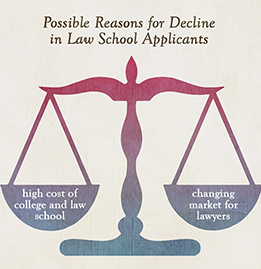 Possible Reasons for Decline
in Law School Applicants
high cost of
college and law
school
changing
market for
lawyers